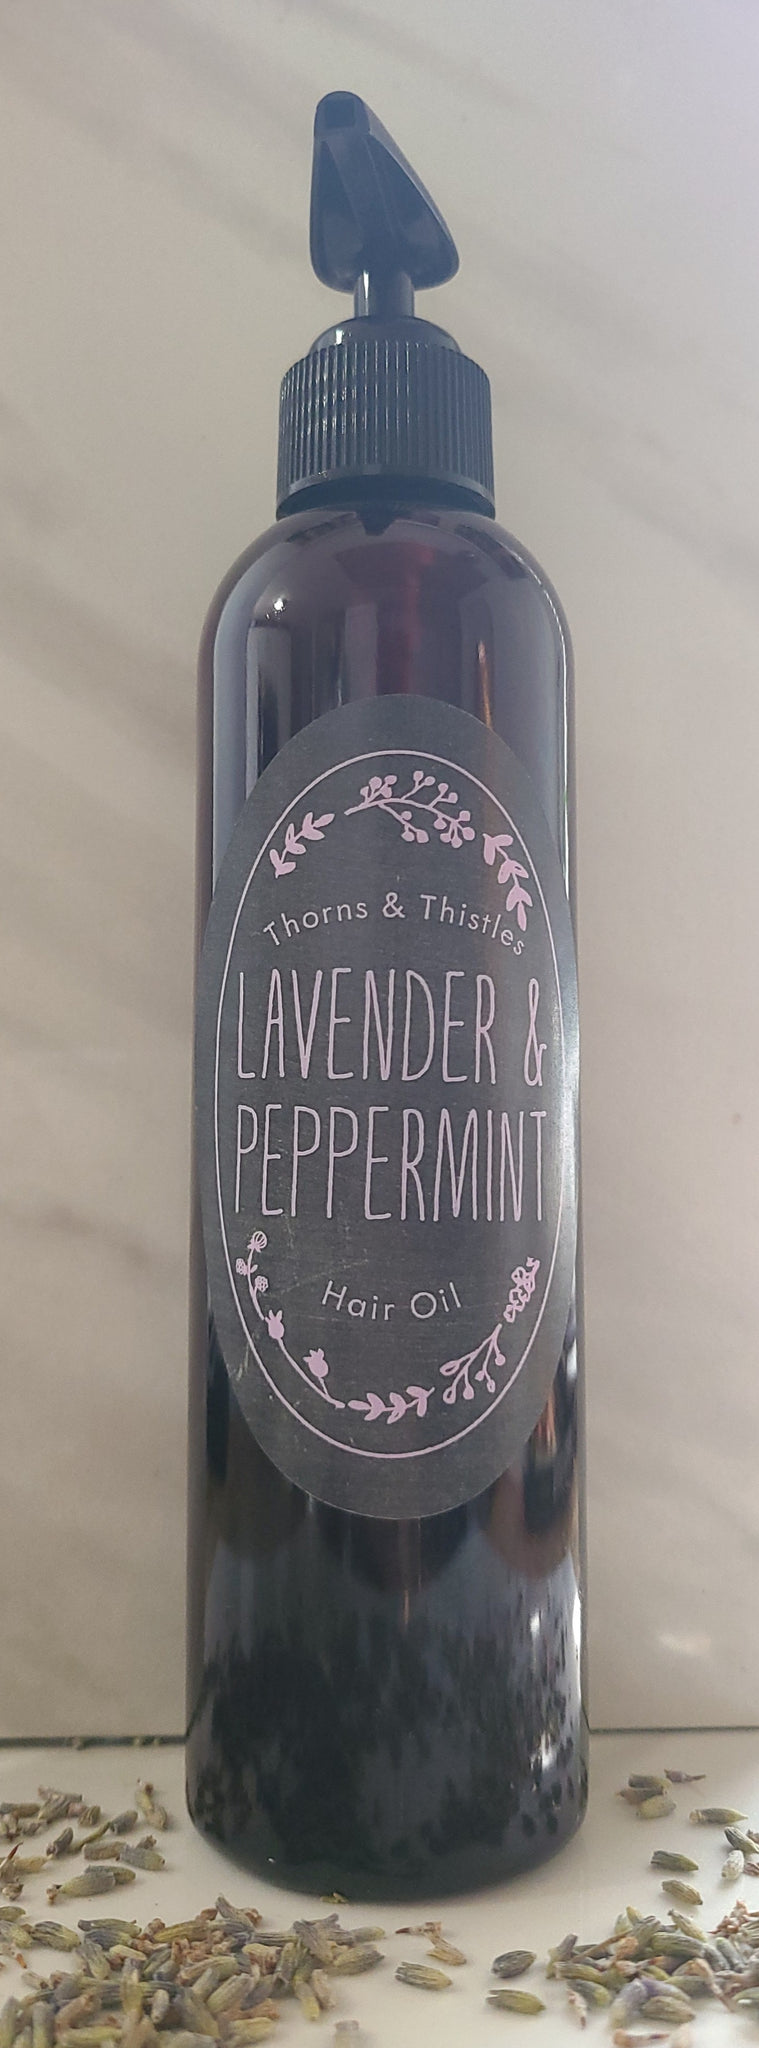 Thorns & Thistles
LAVENDER &
PEPPERMINT
Hair Oil